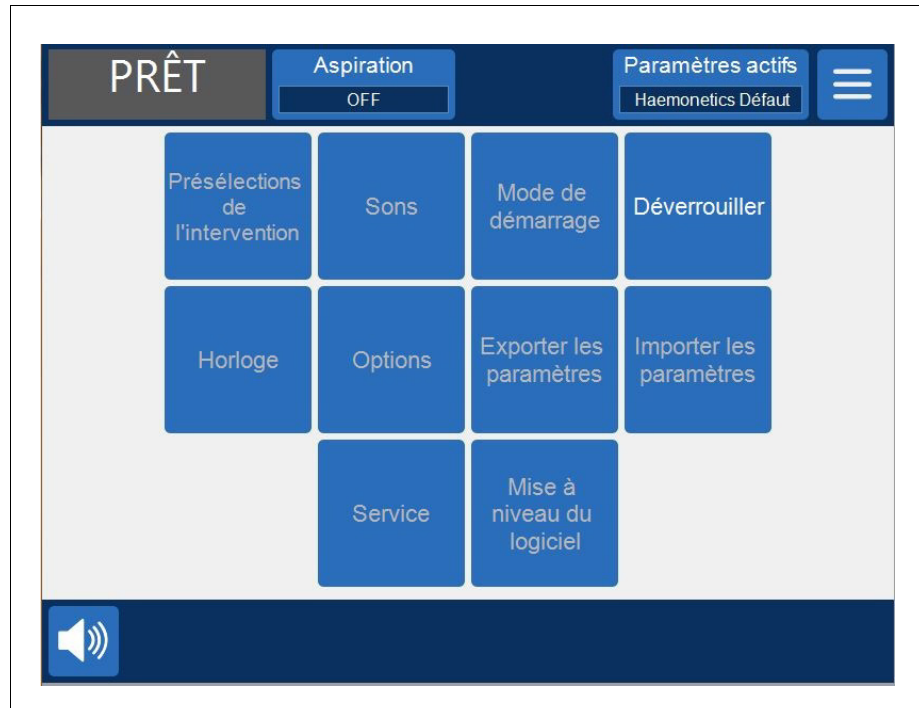 PRÊT
Aspiration
OFF
Paramètres actifs
Haemonetics Défaut
Présélections
de
l'intervention
Sons
Mode de
démarrage
Déverrouiller
Horloge
Options
Exporter les
paramètres
Importer les
paramètres
Service
Mise à
niveau du
logiciel